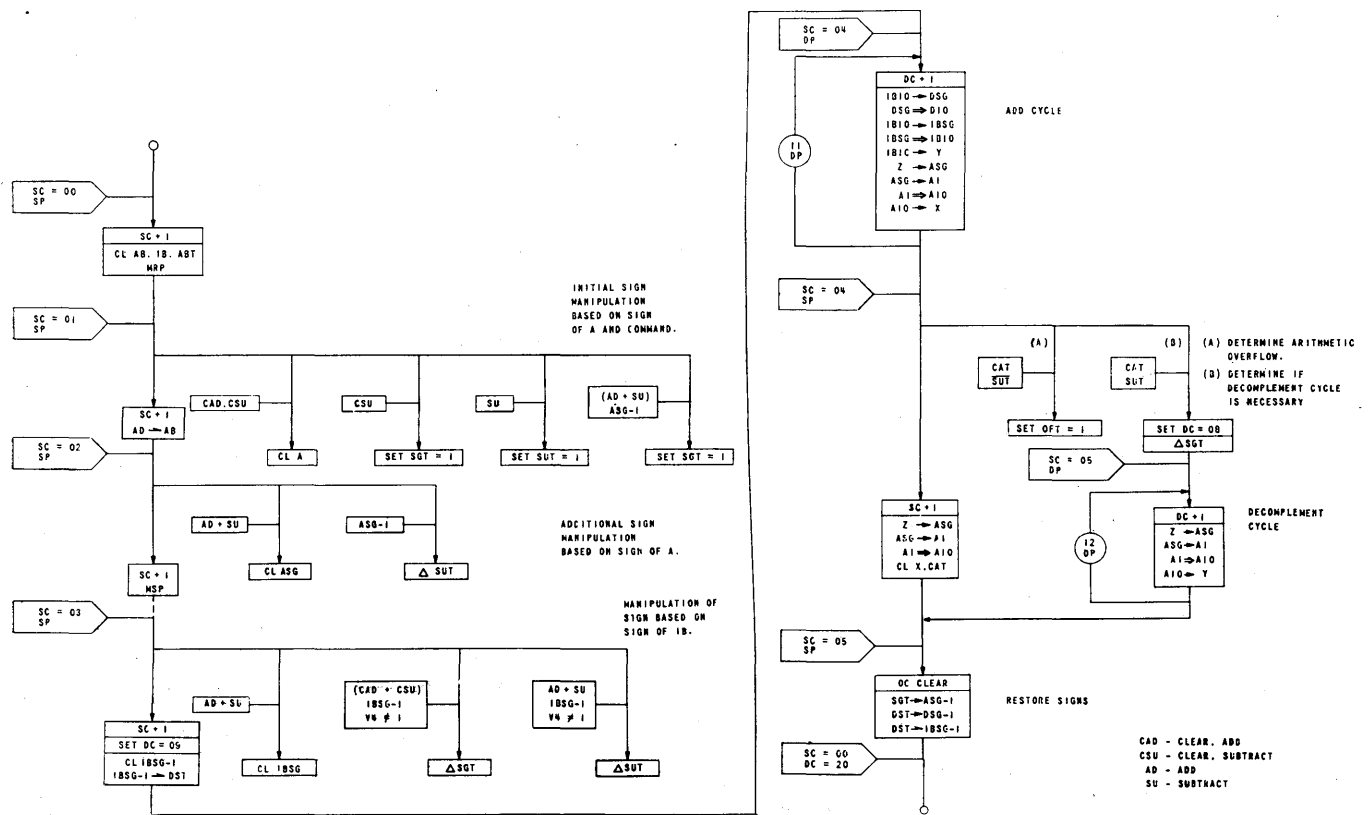 SC = 00
SP
SC + 1
CL AB. IB. ABT
MRP
SC = 01
SP
INITIAL SIGN
MANIPULATION
BASED ON SIGN
OF A AND COMMAND.
SC + 1
AD → AB
CAD.CSU
CL A
CSU
SET SGT = 1
SU
SET SUT = 1
(AD + SU)
ASG-1
SET SGT = 1
SC = 02
SP
SC + 1
MSP
AD + SU
CL ASG
ASG-1
△ SUT
ADCITIONAL SIGN
MANIPULATION
BASED ON SIGN OF A.
SC = 03
SP
MANIPULATION OF
SIGN BASED ON
SIGN OF IB.
SC + 1
SET DC = 09
CL IBSG-1
IBSG-1 → DST
AD + SU
CL IBSG
(CAD + CSU)
IBSG-1
V4 ≠ 1
△SGT
AD + SU
IBSG-1
V4 ≠ 1
△SUT
SC = 04
DP
DC + 1
IBIO → DSG
DSG ⇒ DIO
IBIO → IBSG
IBSG ⇒ IBIO
IBIC → Y
Z → ASG
ASG → A1
A1 ⇒ A10
A10 → X
11
DP
ADD CYCLE
SC = 04
SP
(A)
CAT
SUT
SET OFT = 1
(B)
CAT
SUT
SET DC = 08
△SGT
(A) DETERMINE ARITHMETIC
OVERFLOW.
(B) DETERMINE IF
DECOMPLEMENT CYCLE
IS NECESSARY
SC = 05
DP
SC + 1
Z → ASG
ASG → A1
A1 ⇒ A10
CL X.CAT
12
DP
DC + 1
Z → ASG
ASG → A1
A1 ⇒ A10
A10 → Y
DECOMPLEMENT
CYCLE
SC = 05
SP
OC CLEAR
SGT → ASG-1
DST → DSG-1
DST → IBSG-1
RESTORE SIGNS
SC = 00
DC = 20
CAD - CLEAR, ADD
CSU - CLEAR, SUBTRACT
AD - ADD
SU - SUBTRACT